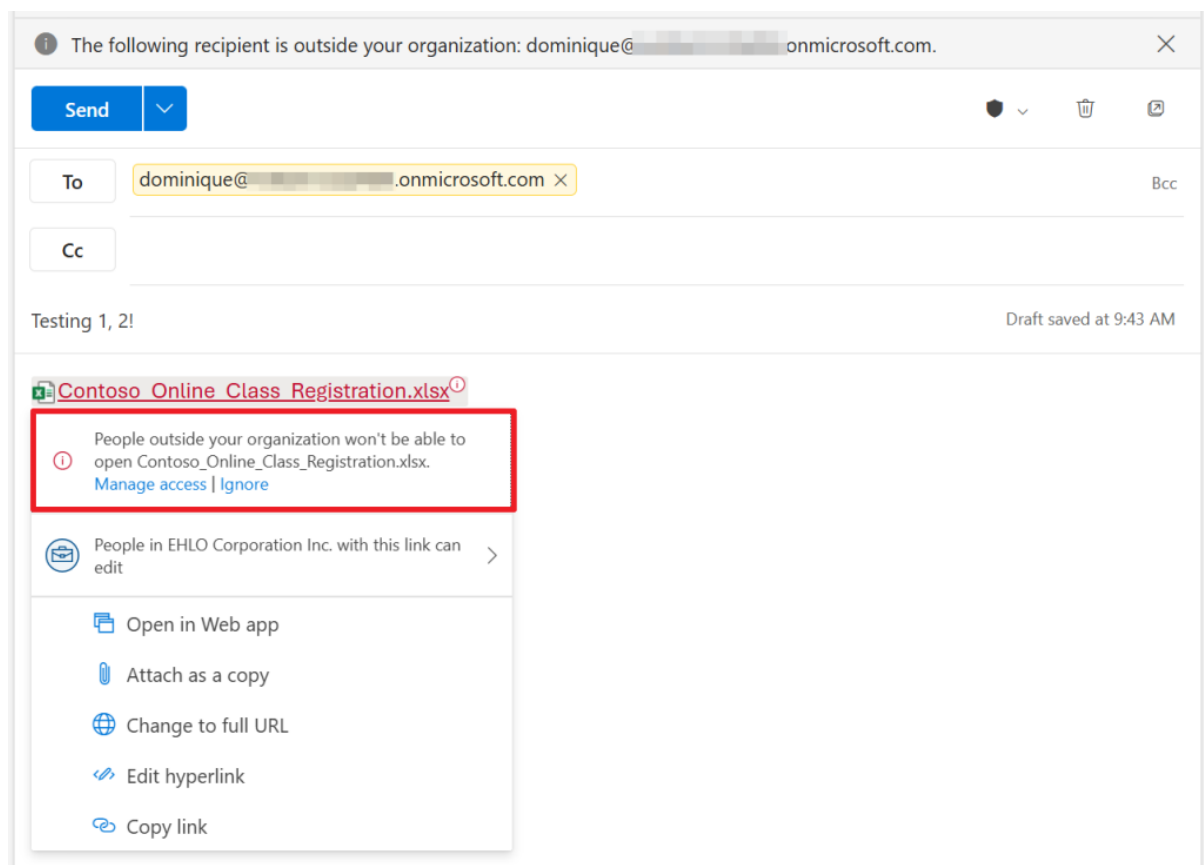 The following recipient is outside your organization: dominique@ onmicrosoft.com.
Send
To
dominique@ .onmicrosoft.com
Bcc
Cc
Testing 1, 2!
Draft saved at 9:43 AM
Contoso_Online_Class_Registration.xlsx
People outside your organization won't be able to
open Contoso_Online_Class_Registration.xlsx.
Manage access | Ignore
People in EHLO Corporation Inc. with this link can
edit
Open in Web app
Attach as a copy
Change to full URL
Edit hyperlink
Copy link